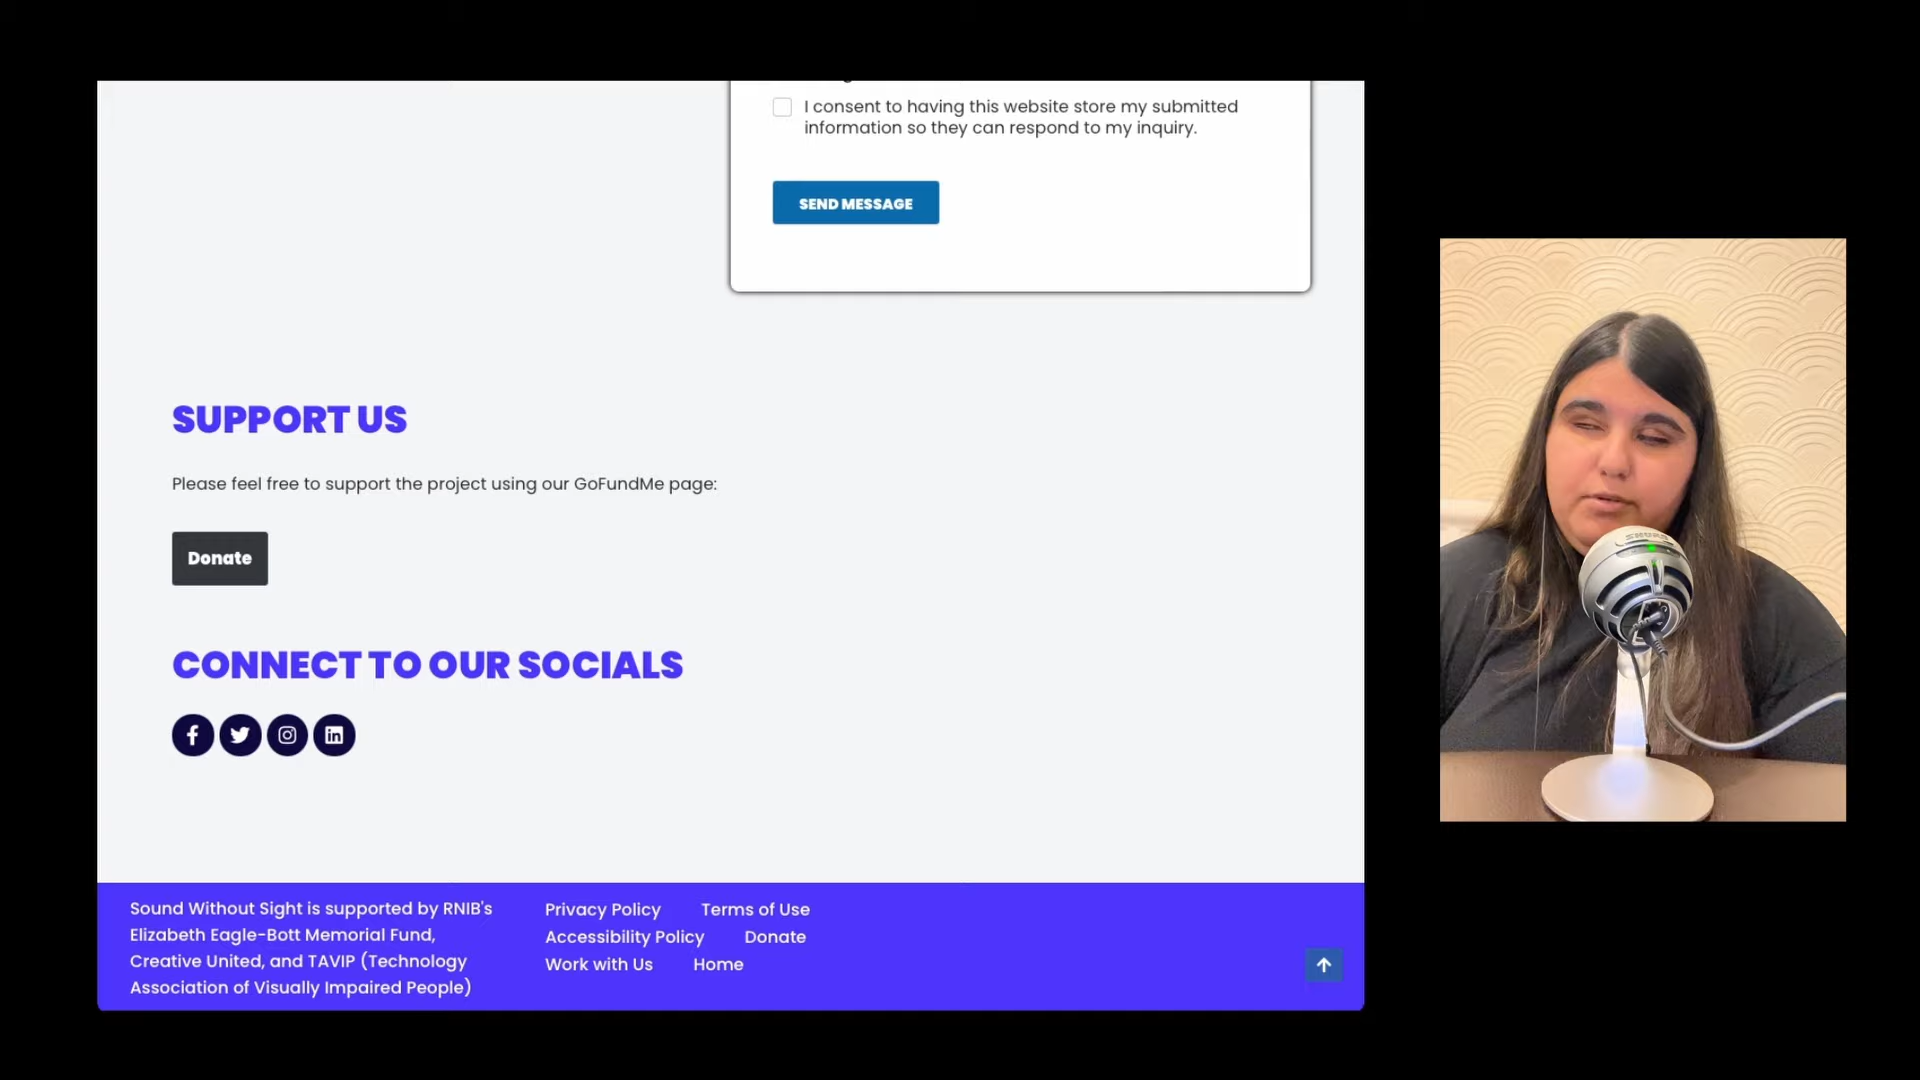 I consent to having this website store my submitted
information so they can respond to my inquiry.
SEND MESSAGE
SUPPORT US
Please feel free to support the project using our GoFundMe page:
Donate
CONNECT TO OUR SOCIALS
Sound Without Sight is supported by RNIB's
Elizabeth Eagle-Bott Memorial Fund,
Creative United, and TAVIP (Technology
Association of Visually Impaired People)
Privacy Policy Terms of Use
Accessibility Policy Donate
Work with Us Home
SHURE